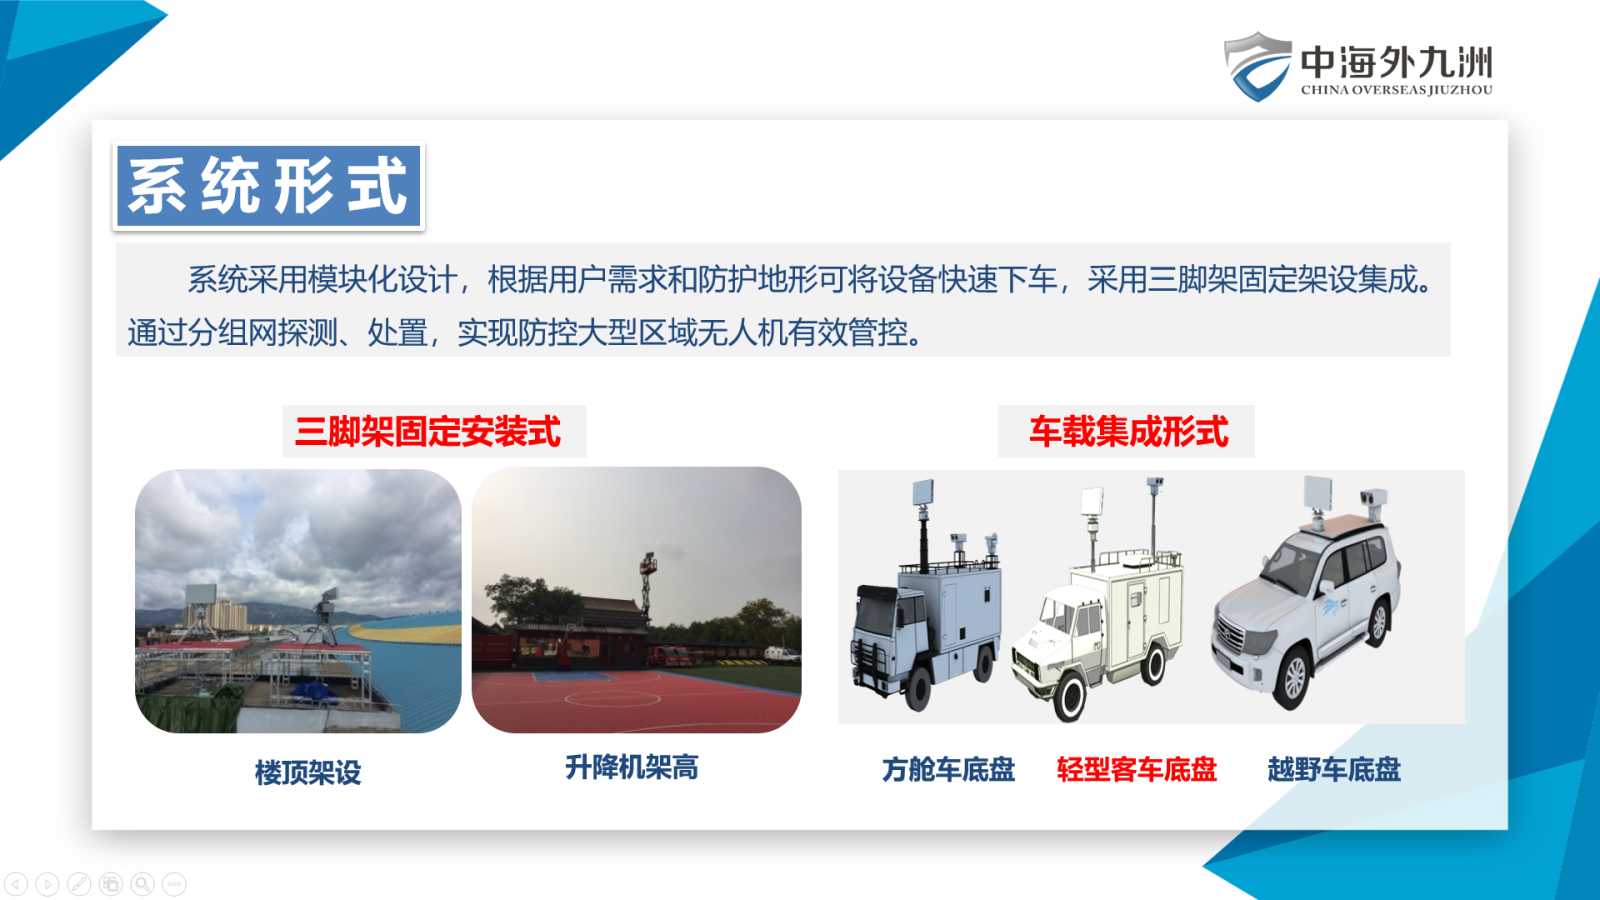 中海外九洲
CHINA OVERSEAS JIUZHOU
系统形式
系统采用模块化设计，根据用户需求和防护地形可将设备快速下车，采用三脚架固定架设集成。
通过分组网探测、处置，实现防控大型区域无人机有效管控。
三脚架固定安装式
车载集成形式
楼顶架设
升降机架高
方舱车底盘
轻型客车底盘
越野车底盘